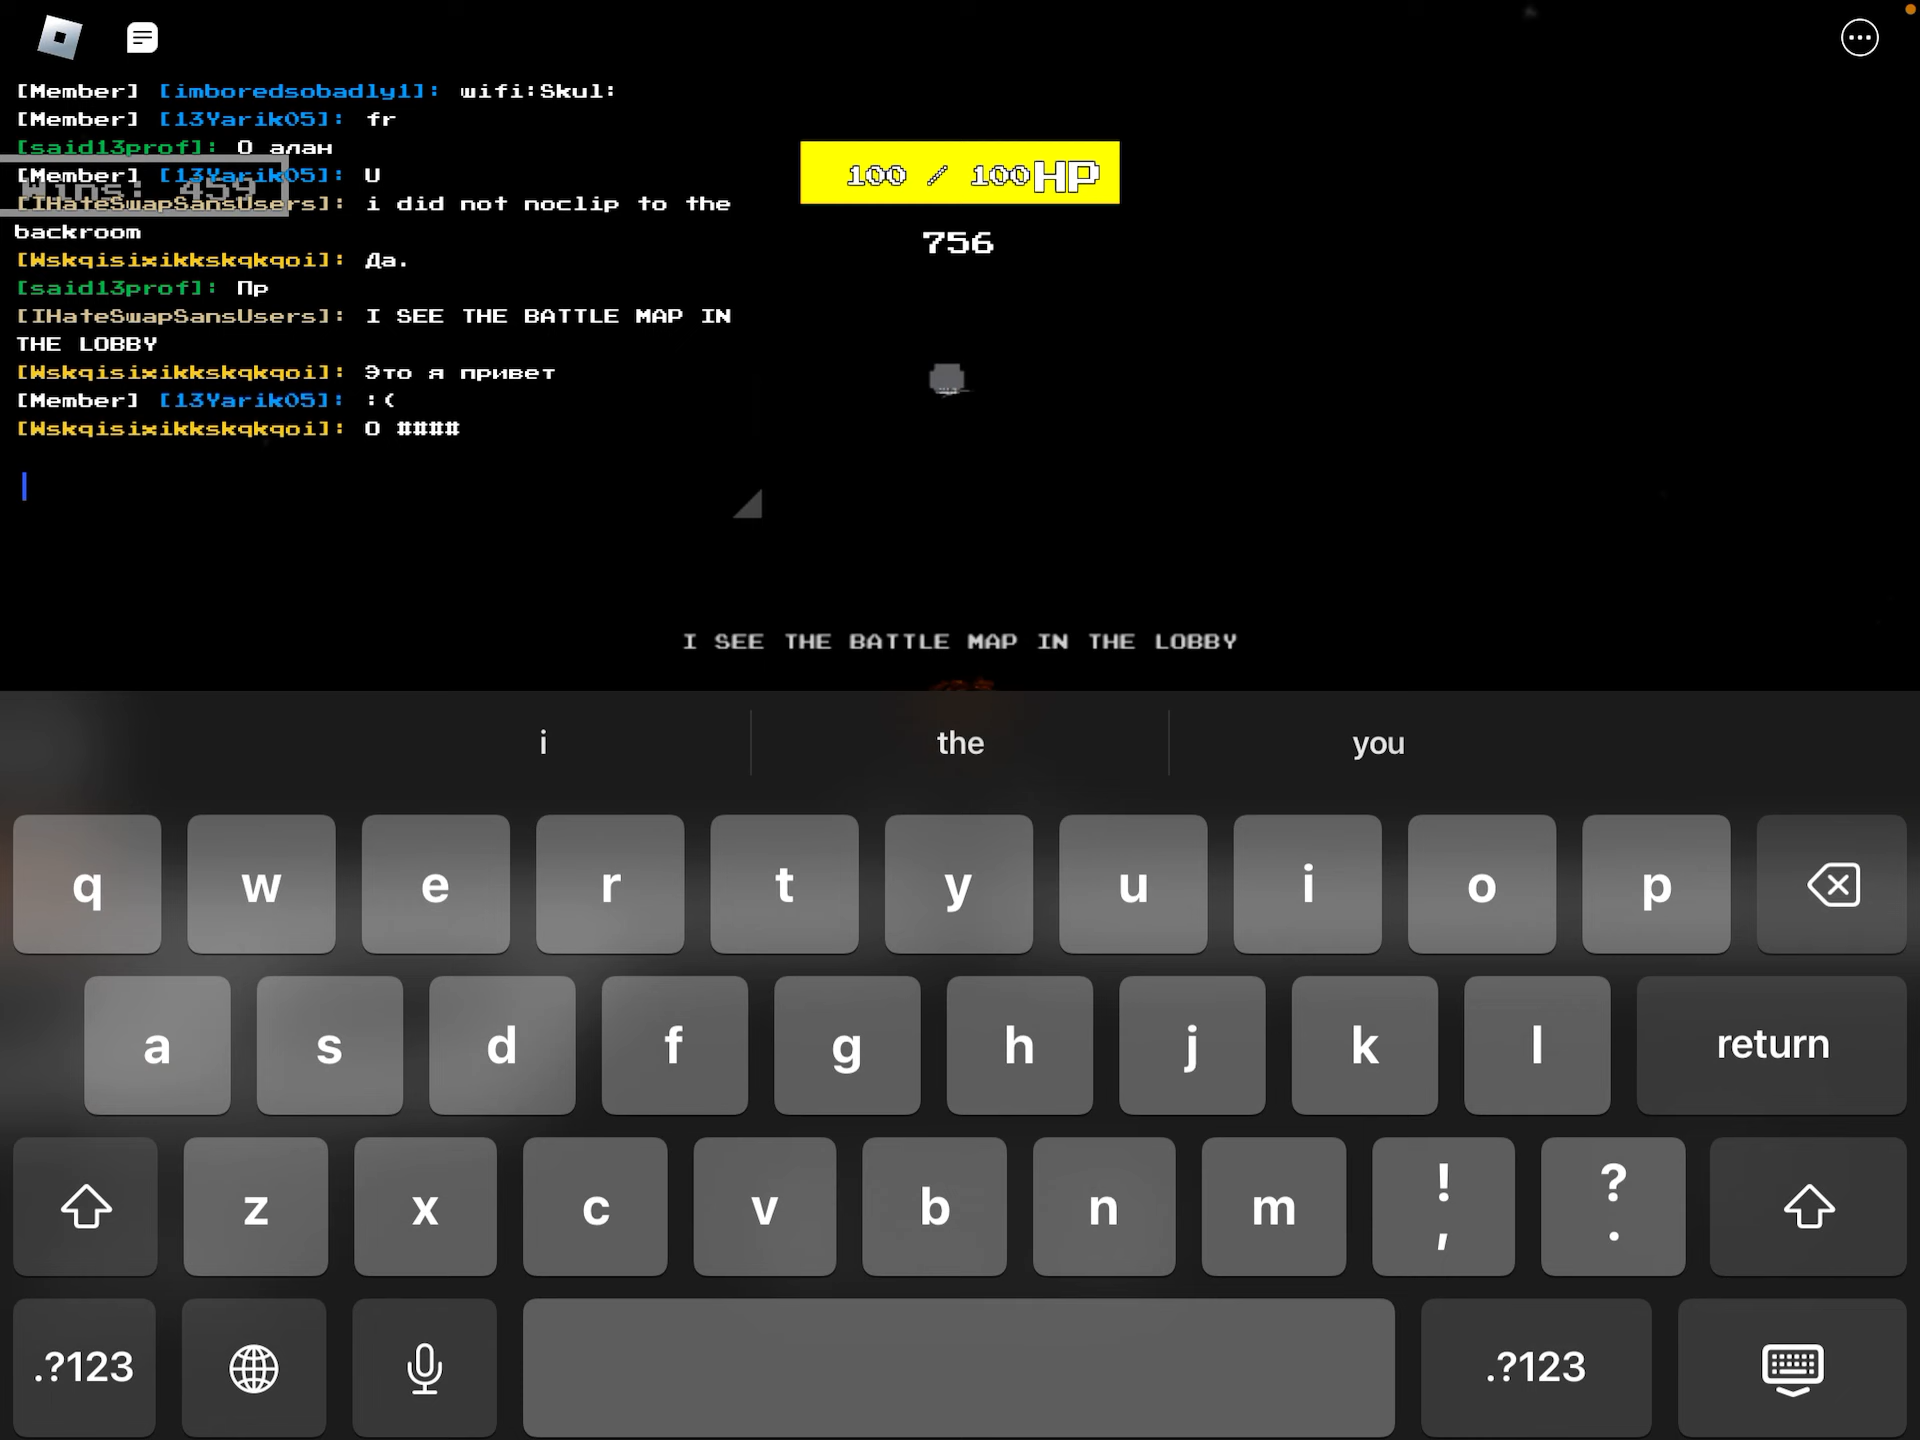 [Member] [imboredsobadly1]: wifi:Skul:
[Member] [13Yarik05]: fr
[said13prof]: О алан
[Member] [13Yarik05]: U
Wins: 459
[IHateSwapSansUsers]: i did not noclip to the
backroom
[Wskqisixikkskqkqoi]: Да.
[said13prof]: Пр
[IHateSwapSansUsers]: I SEE THE BATTLE MAP IN
THE LOBBY
[Wskqisixikkskqkqoi]: Это я привет
[Member] [13Yarik05]: :(
[Wskqisixikkskqkqoi]: О ####
100 / 100HP
756
I SEE THE BATTLE MAP IN THE LOBBY
i the you
q w e r t y u i o p
a s d f g h j k l return
z x c v b n m ! , ? .
.?123 .?123